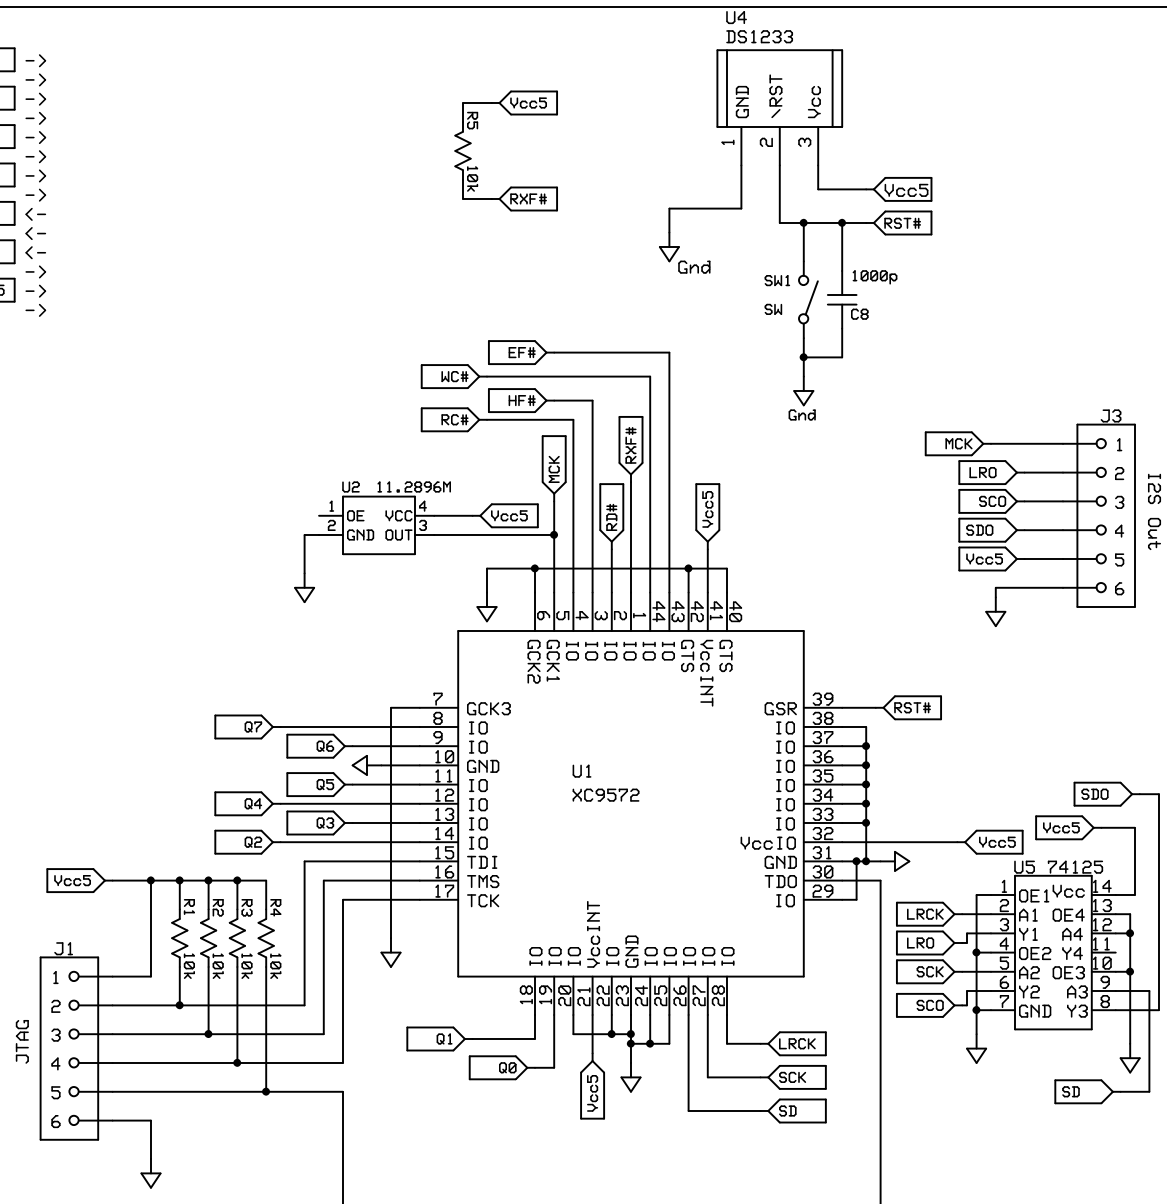 U4
DS1233
GND
\RST
Vcc
1
2
3
Vcc5
RST#
Gnd
SW1
SW
1000p
C8
Gnd
->
->
->
->
->
->
->
->
<-
<-
<-
->
->
->
Vcc5
R5
10k
RXF#
EF#
WC#
HF#
RC#
MCK
RXF#
RD#
Vcc5
U2 11.2896M
1 OE VCC 4
2 GND OUT 3
Vcc5
J3
MCK 1
LRO 2
SCO 3
SDO 4
Vcc5 5
6
I2S Out
6 5 4 3 2 1 44 43 42 41 40
GCK2 GCK1 IO IO IO IO IO IO GTS VccINT GTS
7 GCK3
Q7 8 IO
Q6 9 IO
10 GND
Q5 11 IO
Q4 12 IO
Q3 13 IO
Q2 14 IO
15 TDI
16 TMS
17 TCK
U1
XC9572
GSR 39 RST#
IO 38
IO 37
IO 36
IO 35
IO 34
IO 33
VccIO 32 Vcc5
GND 31
TDO 30
IO 29
IO IO IO VccINT IO GND IO IO IO IO IO
18 19 20 21 22 23 24 25 26 27 28
Q1
Q0
Vcc5
LRCK
SCK
SD
Vcc5
R1 R2 R3 R4
10k 10k 10k 10k
J1
JTAG
1
2
3
4
5
6
SDO
Vcc5
U5 74125
1 OE1 Vcc 14
LRCK 2 A1 OE4 13
LRO 3 Y1 A4 12
4 OE2 Y4 11
SCK 5 A2 OE3 10
SCO 6 Y2 A3 9
7 GND Y3 8
SD